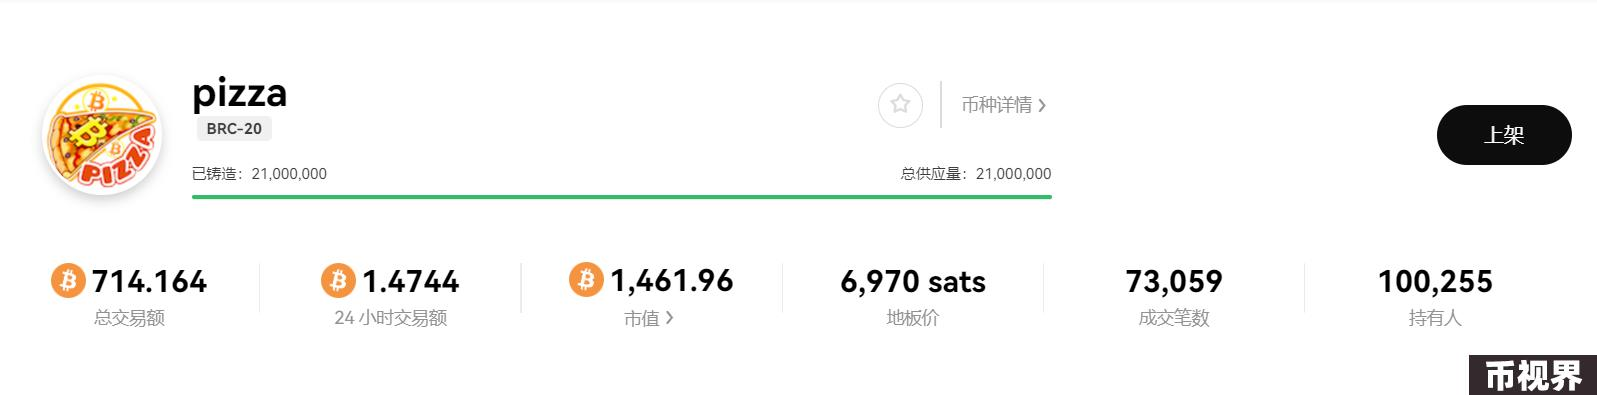 pizza
BRC-20
币种详情
上架
已铸造：21,000,000
总供应量：21,000,000
PIZZA
714.164
1.4744
1,461.96
6,970 sats
73,059
100,255
总交易额
24 小时交易额
市值
地板价
成交笔数
持有人
币视界